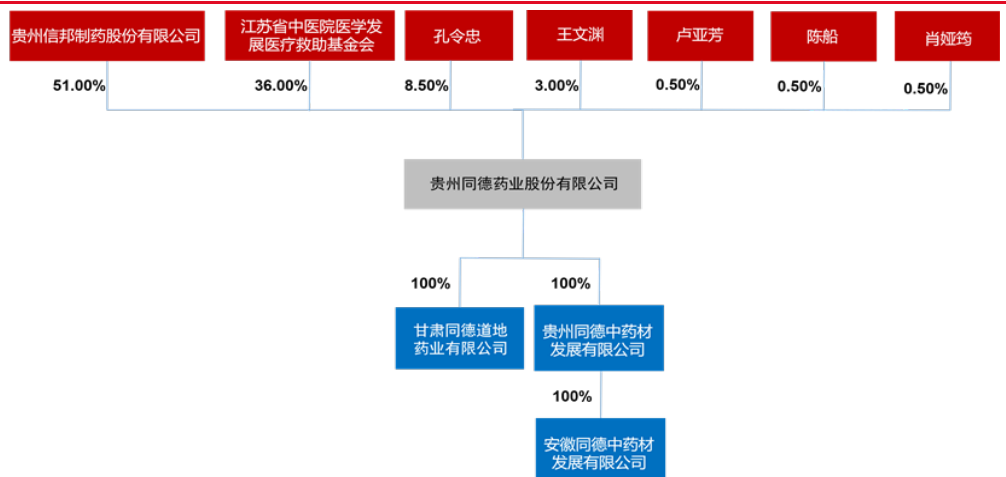 贵州信邦制药股份有限公司
江苏省中医院医学发
展医疗救助基金会
孔令忠
王文渊
卢亚芳
陈船
肖娅筠
51.00%
36.00%
8.50%
3.00%
0.50%
0.50%
0.50%
贵州同德药业股份有限公司
100%
100%
甘肃同德道地
药业有限公司
贵州同德中药材
发展有限公司
100%
安徽同德中药材
发展有限公司